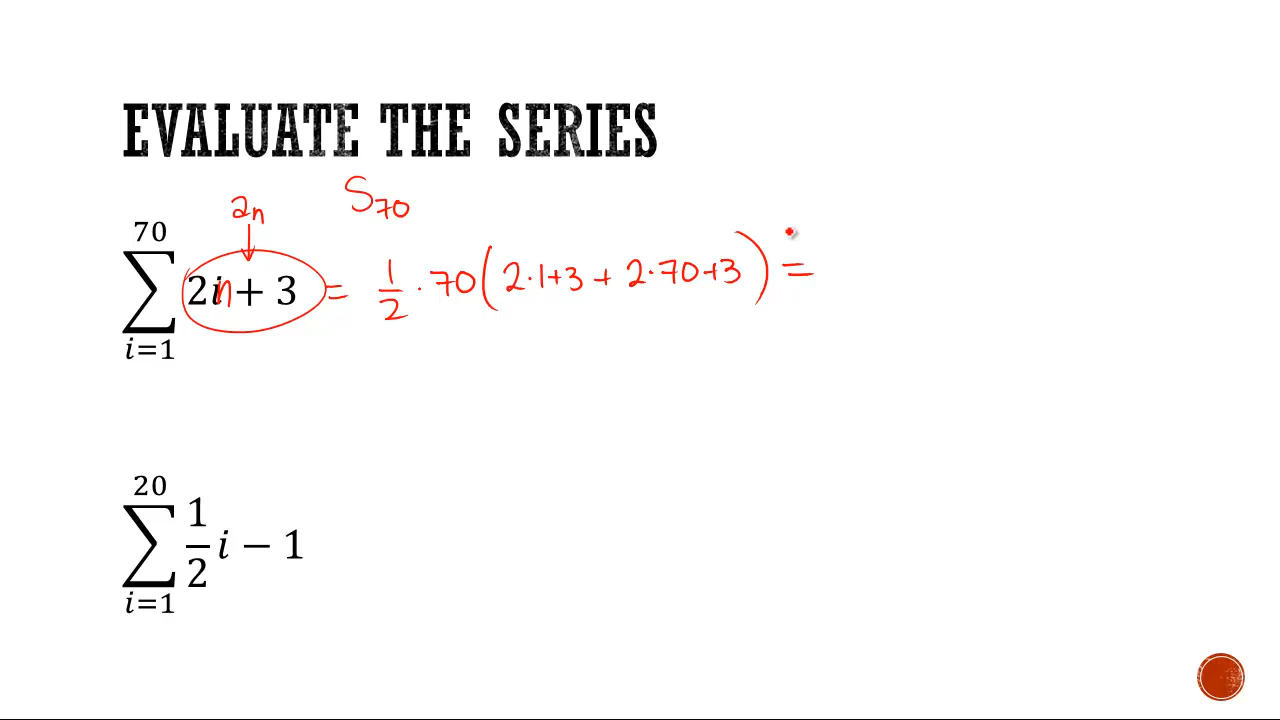 EVALUATE THE SERIES
aₙ
S₇₀
70
∑ 2i + 3 = 1/2 · 70 (2·1+3 + 2·70+3) =
n
i=1
20
∑ 1/2 i − 1
i=1